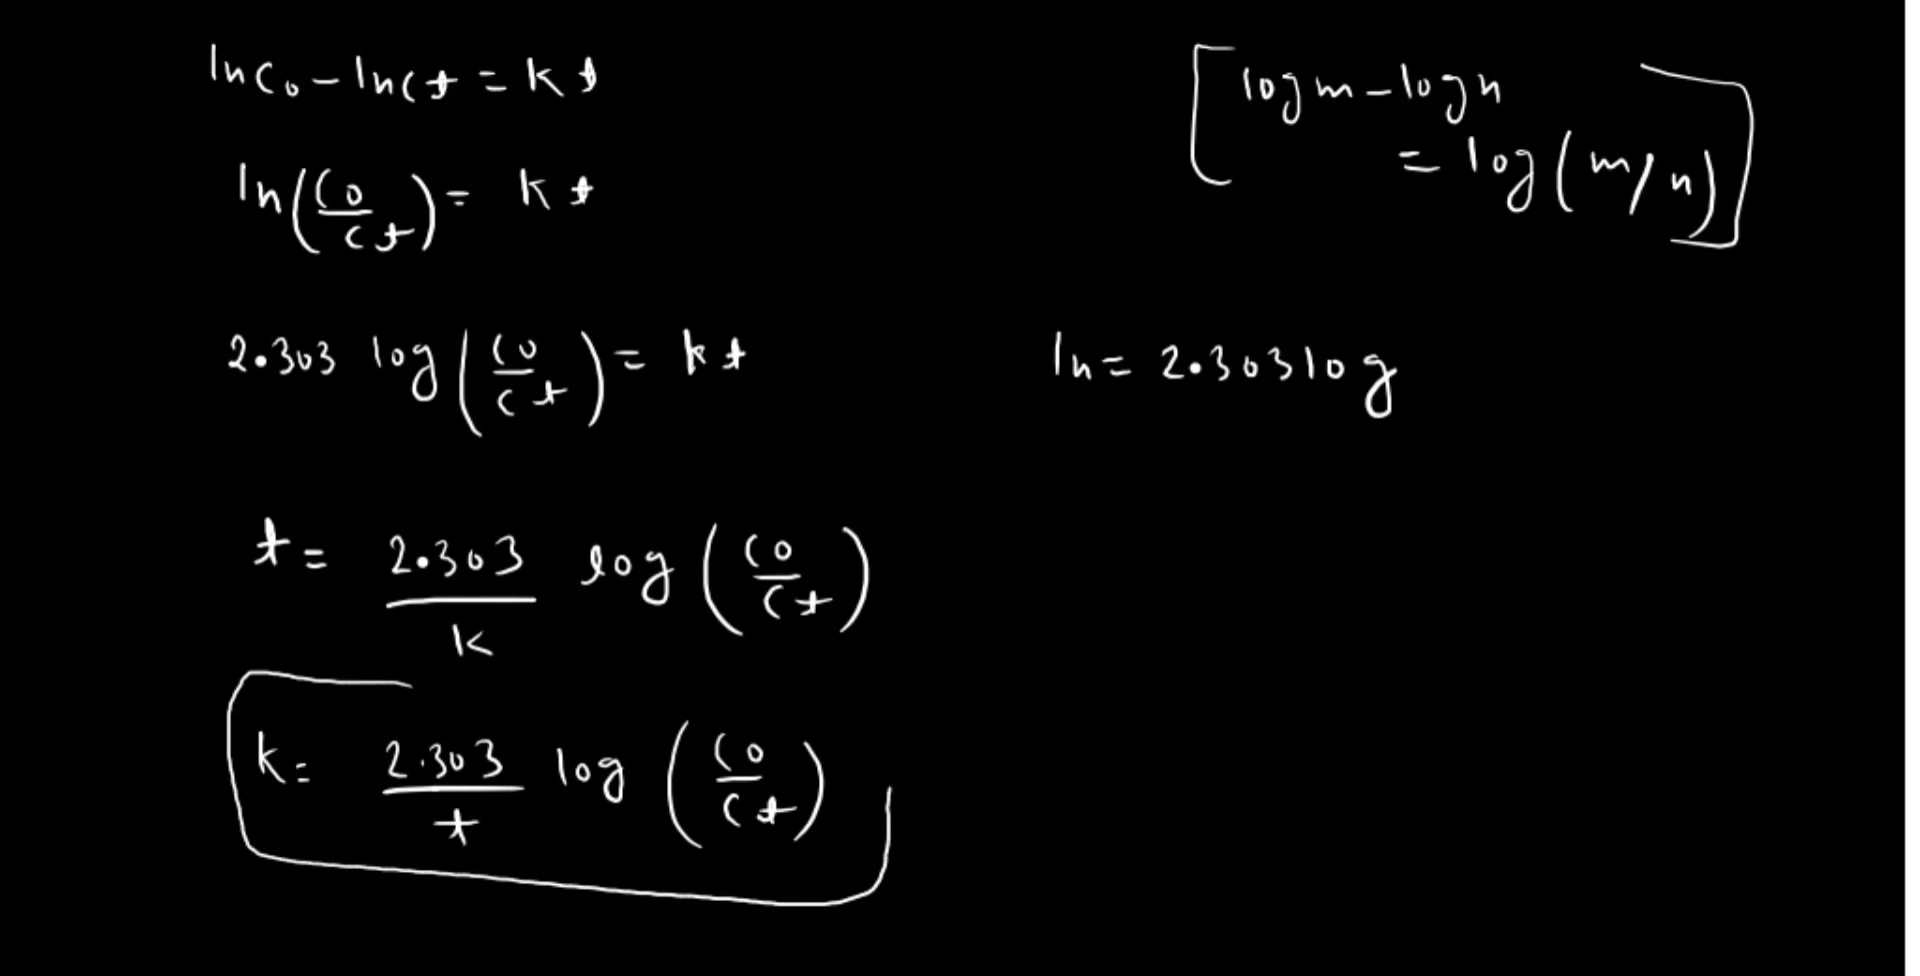 ln C₀ - ln Ct = kt
ln(C₀/Ct) = kt
2.303 log(C₀/Ct) = kt
t = 2.303/k log(C₀/Ct)
k = 2.303/t log(C₀/Ct)
[log m - log n
= log(m/n)]
ln = 2.303 log